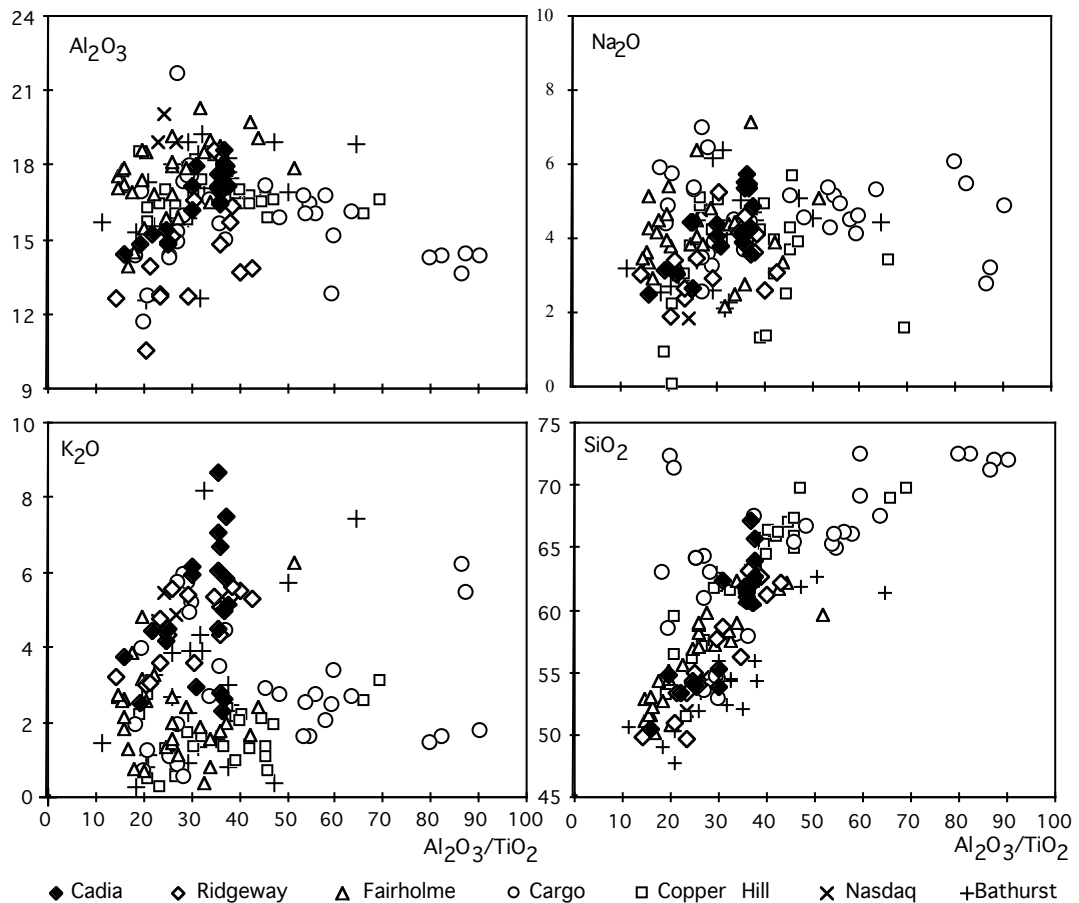 24
21
18
15
12
9
Al2O3
10
8
6
4
2
0
Na2O
10
8
6
4
2
0
K2O
0 10 20 30 40 50 60 70 80 90 100
Al2O3/TiO2
75
70
65
60
55
50
45
SiO2
0 10 20 30 40 50 60 70 80 90 100
Al2O3/TiO2
Cadia Ridgeway Fairholme Cargo Copper Hill Nasdaq Bathurst